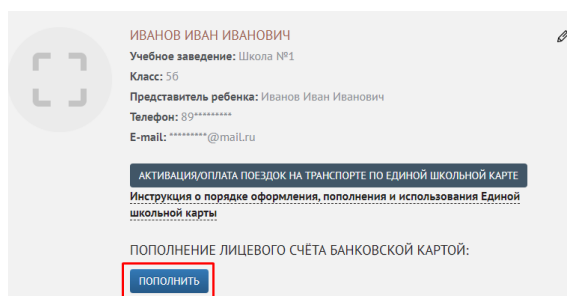 ИВАНОВ ИВАН ИВАНОВИЧ
Учебное заведение: Школа №1
Класс: 5б
Представитель ребенка: Иванов Иван Иванович
Телефон: 89*********
E-mail: *********@mail.ru
АКТИВАЦИЯ/ОПЛАТА ПОЕЗДОК НА ТРАНСПОРТЕ ПО ЕДИНОЙ ШКОЛЬНОЙ КАРТЕ
Инструкция о порядке оформления, пополнения и использования Единой
школьной карты
ПОПОЛНЕНИЕ ЛИЦЕВОГО СЧЁТА БАНКОВСКОЙ КАРТОЙ:
ПОПОЛНИТЬ